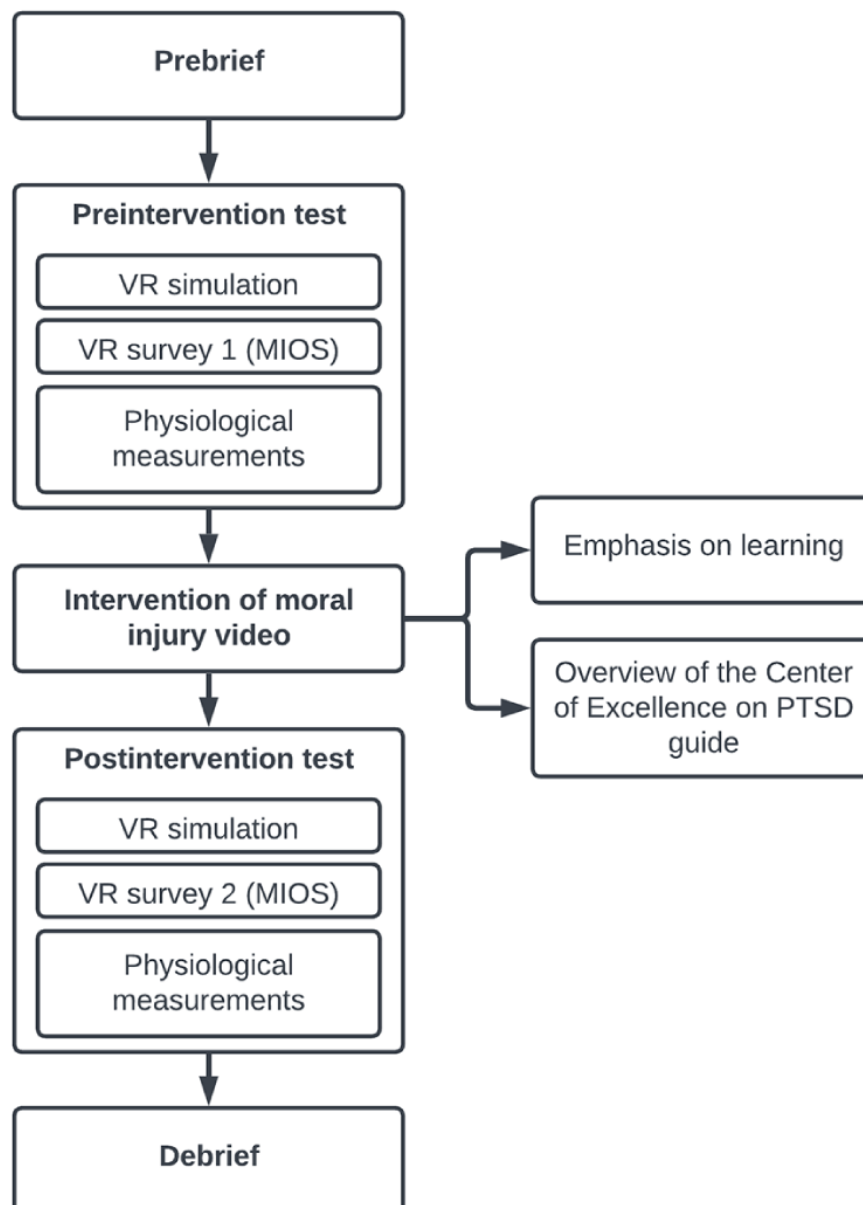 Prebrief
Preintervention test
VR simulation
VR survey 1 (MIOS)
Physiological
measurements
Intervention of moral
injury video
Emphasis on learning
Overview of the Center
of Excellence on PTSD
guide
Postintervention test
VR simulation
VR survey 2 (MIOS)
Physiological
measurements
Debrief